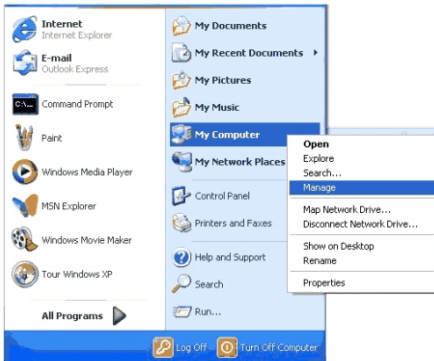 Internet
Internet Explorer
E-mail
Outlook Express
C:\...
Command Prompt
Paint
Windows Media Player
MSN Explorer
Windows Movie Maker
Tour Windows XP
All Programs
My Documents
My Recent Documents
My Pictures
My Music
My Computer
My Network Places
Control Panel
Printers and Faxes
Help and Support
Search
Run...
Open
Explore
Search...
Manage
Map Network Drive...
Disconnect Network Drive...
Show on Desktop
Rename
Properties
Log Off
Turn Off Computer